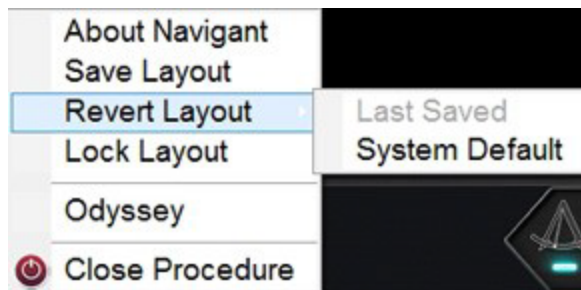 About Navigant
Save Layout
Revert Layout
Last Saved
System Default
Lock Layout
Odyssey
Close Procedure